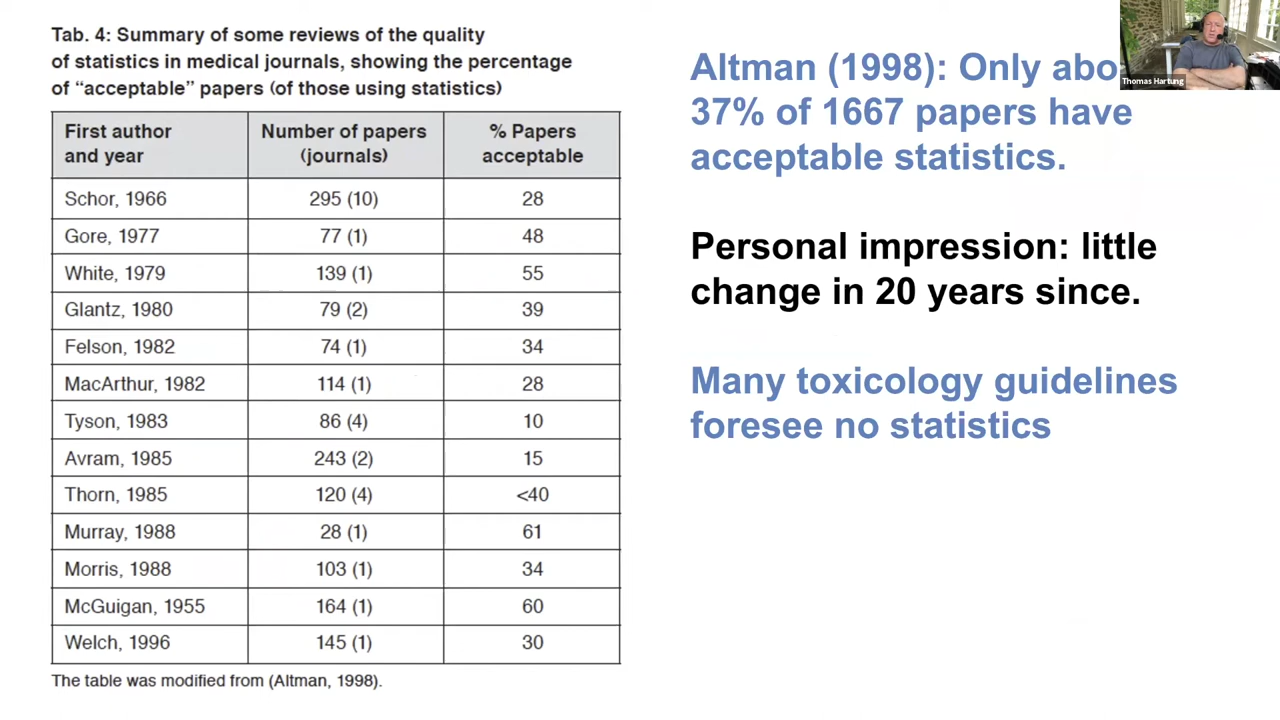 Tab. 4: Summary of some reviews of the quality
of statistics in medical journals, showing the percentage
of “acceptable” papers (of those using statistics)
First author and year Number of papers (journals) % Papers acceptable
Schor, 1966 295 (10) 28
Gore, 1977 77 (1) 48
White, 1979 139 (1) 55
Glantz, 1980 79 (2) 39
Felson, 1982 74 (1) 34
MacArthur, 1982 114 (1) 28
Tyson, 1983 86 (4) 10
Avram, 1985 243 (2) 15
Thorn, 1985 120 (4) <40
Murray, 1988 28 (1) 61
Morris, 1988 103 (1) 34
McGuigan, 1955 164 (1) 60
Welch, 1996 145 (1) 30
The table was modified from (Altman, 1998).
Altman (1998): Only
37% of 1667 papers have
acceptable statistics.
Personal impression: little
change in 20 years since.
Many toxicology guidelines
foresee no statistics
Thomas Hartung